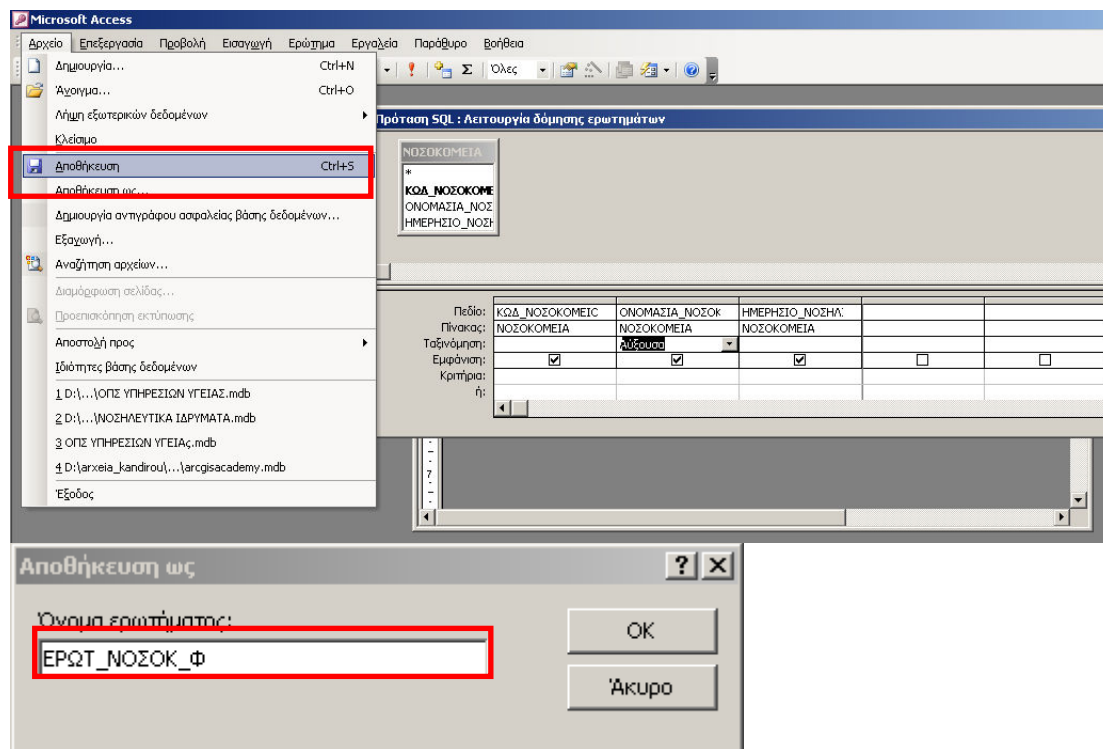 Microsoft Access
Αρχείο Επεξεργασία Προβολή Εισαγωγή Ερώτημα Εργαλεία Παράθυρο Βοήθεια
Δημιουργία... Ctrl+N
Όλες
Άνοιγμα... Ctrl+O
Λήψη εξωτερικών δεδομένων
Πρόταση SQL : Λειτουργία δόμησης ερωτημάτων
Κλείσιμο
ΝΟΣΟΚΟΜΕΙΑ
Αποθήκευση Ctrl+S
*
Αποθήκευση ως...
ΚΩΔ_ΝΟΣΟΚΟΜΕ
ΟΝΟΜΑΣΙΑ_ΝΟΣ
Δημιουργία αντιγράφου ασφαλείας βάσης δεδομένων...
ΗΜΕΡΗΣΙΟ_ΝΟΣΗ
Εξαγωγή...
Αναζήτηση αρχείων...
Διαμόρφωση σελίδας...
Προεπισκόπηση εκτύπωσης
Πεδίο: ΚΩΔ_ΝΟΣΟΚΟΜΕΙΟ ΟΝΟΜΑΣΙΑ_ΝΟΣΟΚ ΗΜΕΡΗΣΙΟ_ΝΟΣΗΛ
Πίνακας: ΝΟΣΟΚΟΜΕΙΑ ΝΟΣΟΚΟΜΕΙΑ ΝΟΣΟΚΟΜΕΙΑ
Αποστολή προς
Ταξινόμηση: Αύξουσα
Ιδιότητες βάσης δεδομένων
Εμφάνιση:
Κριτήρια:
1 D:\...\ΟΠΣ ΥΠΗΡΕΣΙΩΝ ΥΓΕΙΑΣ.mdb
ή:
2 D:\...\ΝΟΣΗΛΕΥΤΙΚΑ ΙΔΡΥΜΑΤΑ.mdb
3 ΟΠΣ ΥΠΗΡΕΣΙΩΝ ΥΓΕΙΑς.mdb
4 D:\arxeia_kandirou\...\arcgisacademy.mdb
7
Έξοδος
Αποθήκευση ως
Όνομα ερωτήματος:
ΕΡΩΤ_ΝΟΣΟΚ_Φ
OK
Άκυρο